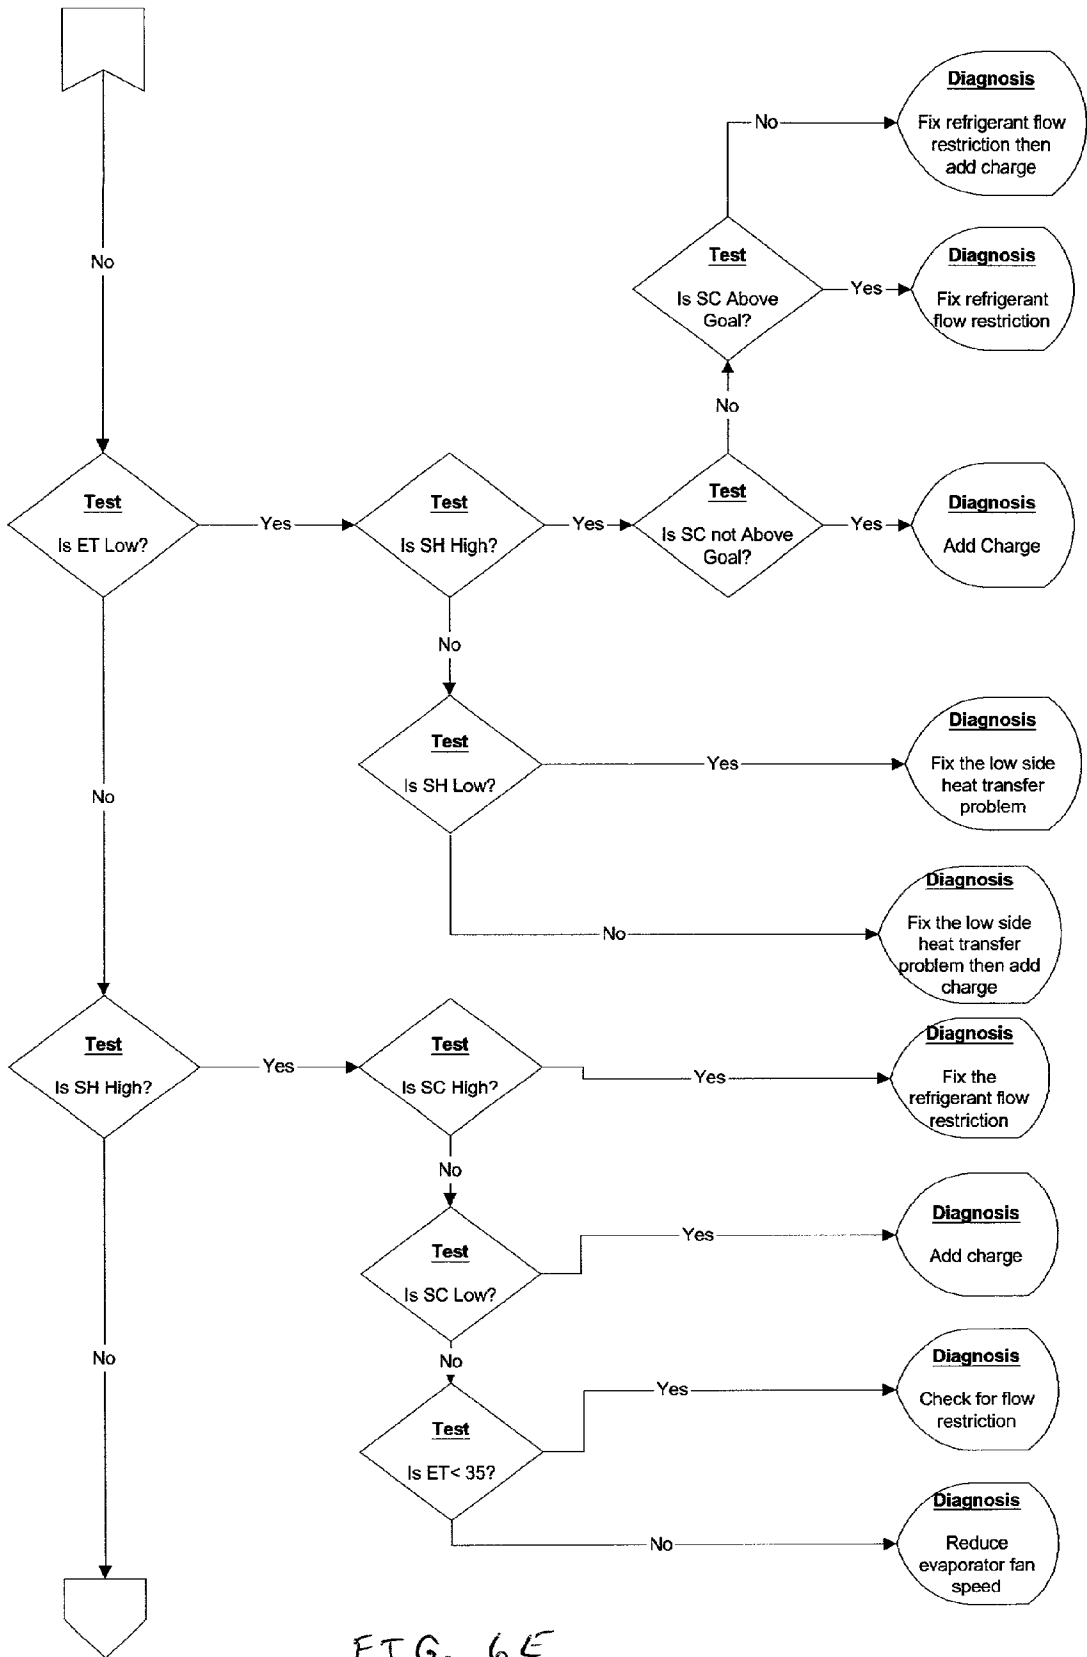 Diagnosis
Fix refrigerant flow
restriction then
add charge
No
Test
Is SC Above
Goal?
Yes
Diagnosis
Fix refrigerant
flow restriction
No
No
Test
Is ET Low?
Yes
Test
Is SH High?
Yes
Test
Is SC not Above
Goal?
Yes
Diagnosis
Add Charge
No
Test
Is SH Low?
Yes
Diagnosis
Fix the low side
heat transfer
problem
No
No
Diagnosis
Fix the low side
heat transfer
problem then add
charge
Test
Is SH High?
Yes
Test
Is SC High?
Yes
Diagnosis
Fix the
refrigerant flow
restriction
No
Test
Is SC Low?
Yes
Diagnosis
Add charge
No
No
Test
Is ET< 35?
Yes
Diagnosis
Check for flow
restriction
No
Diagnosis
Reduce
evaporator fan
speed
FIG. 6E